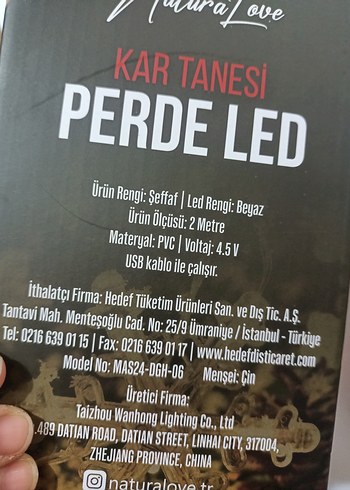 NaturaLove
KAR TANESİ
PERDE LED
Ürün Rengi: Şeffaf | Led Rengi: Beyaz
Ürün Ölçüsü: 2 Metre
Materyal: PVC | Voltaj: 4.5 V
USB kablo ile çalışır.
İthalatçı Firma: Hedef Tüketim Ürünleri San. ve Dış Tic. A.Ş.
Tantavi Mah. Menteşoğlu Cad. No: 25/9 Ümraniye / İstanbul - Türkiye
Tel: 0216 639 01 15 | Fax: 0216 639 01 17 | www.hedefdisticaret.com
Model No: MAS24-DGH-06 Menşei: Çin
Üretici Firma:
Taizhou Wanhong Lighting Co., Ltd
.489 DATIAN ROAD, DATIAN STREET, LINHAI CITY, 317004,
ZHEJIANG PROVINCE, CHINA
naturalove.tr